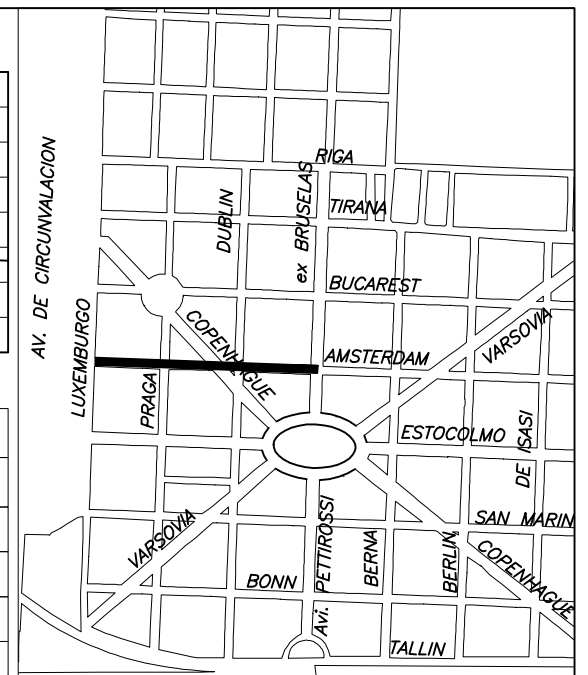 AV. DE CIRCUNVALACION
RIGA
DUBLIN
ex BRUSELAS
TIRANA
BUCAREST
LUXEMBURGO
COPENHAGUE
VARSOVIA
AMSTERDAM
PRAGA
ESTOCOLMO
DE ISASI
SAN MARIN
VARSOVIA
Avi. PETTIROSSI
BERNA
BERLIN
COPENHAGUE
BONN
TALLIN